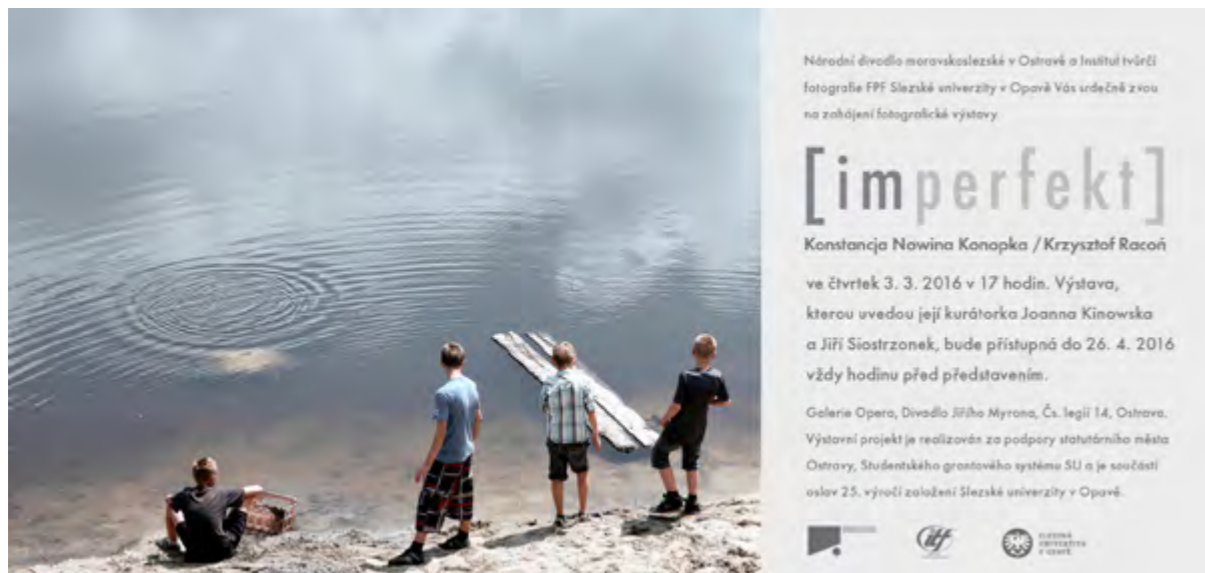 Národní divadlo moravskoslezské v Ostravě a Institut tvůrčí
fotografie FPF Slezské univerzity v Opavě Vás srdečně zvou
na zahájení fotografické výstavy
[imperfekt]
Konstancja Nowina Konopka / Krzysztof Racoń
ve čtvrtek 3. 3. 2016 v 17 hodin. Výstava,
kterou uvedou její kurátorka Joanna Kinowska
a Jiří Siostrzonek, bude přístupná do 26. 4. 2016
vždy hodinu před představením.
Galerie Opera, Divadlo Jiřího Myrona, Čs. legií 14, Ostrava.
Výstavní projekt je realizován za podpory statutárního města
Ostravy, Studentského grantového systému SU a je součástí
oslav 25. výročí založení Slezské univerzity v Opavě.
itf
SLEZSKÁ
UNIVERZITA
V OPAVĚ